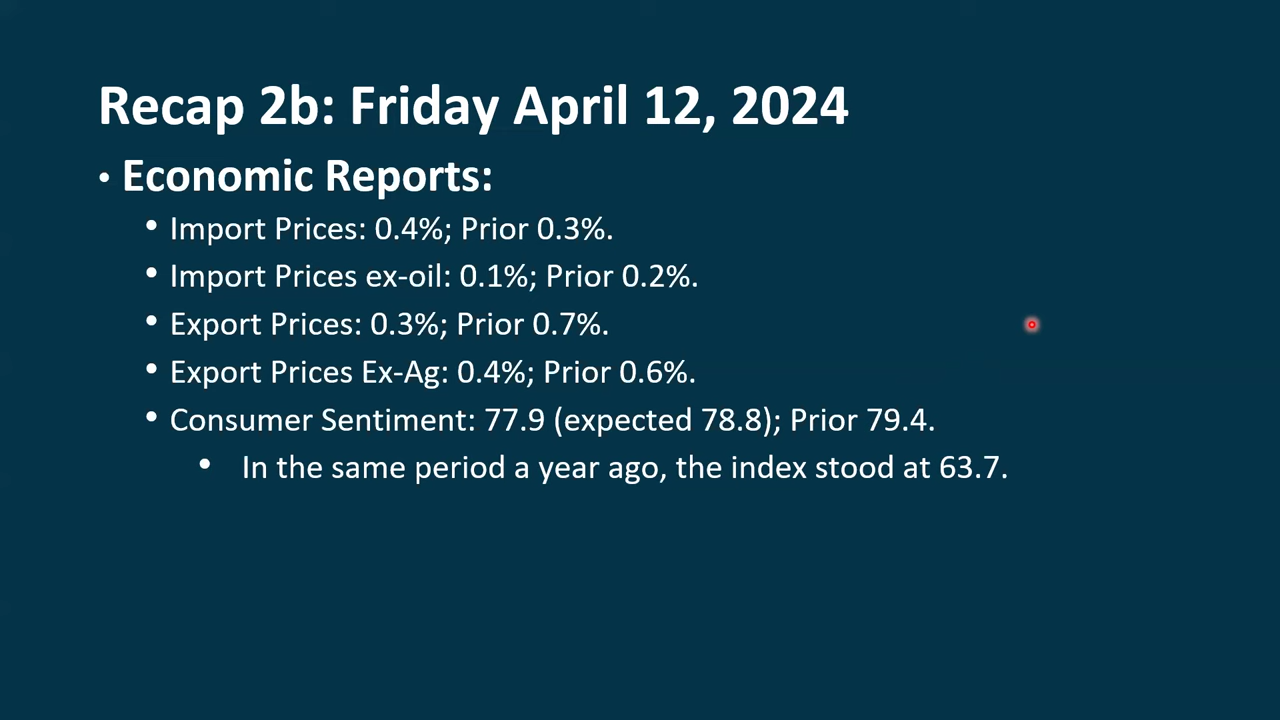 Recap 2b: Friday April 12, 2024
• Economic Reports:
• Import Prices: 0.4%; Prior 0.3%.
• Import Prices ex-oil: 0.1%; Prior 0.2%.
• Export Prices: 0.3%; Prior 0.7%.
• Export Prices Ex-Ag: 0.4%; Prior 0.6%.
• Consumer Sentiment: 77.9 (expected 78.8); Prior 79.4.
• In the same period a year ago, the index stood at 63.7.